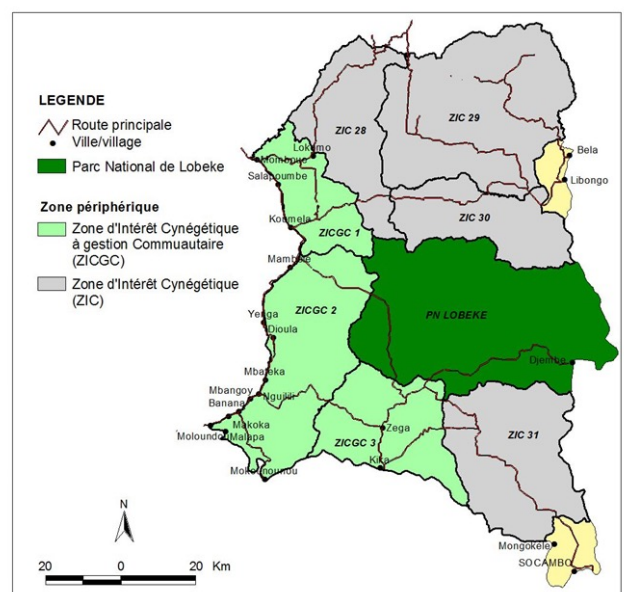 LEGENDE
Route principale
Ville/village
Parc National de Lobeke
Zone périphérique
Zone d'Intérêt Cynégétique
à gestion Commuautaire
(ZICGC)
Zone d'Intérêt Cynégétique
(ZIC)
ZIC 28
ZIC 29
Lokomo
Bela
Salapoumbe
Libongo
ZIC 30
Koumela
ZICGC 1
Mambele
ZICGC 2
PN LOBEKE
Yenga
Dioula
Djembe
Mbateka
Mbangoy
Nguilili
Banana
Makoka
Zega
Moloundou
Malapa
ZICGC 3
ZIC 31
Kika
Mokounounou
N
Mongokele
SOCAMBO
20 0 20 Km